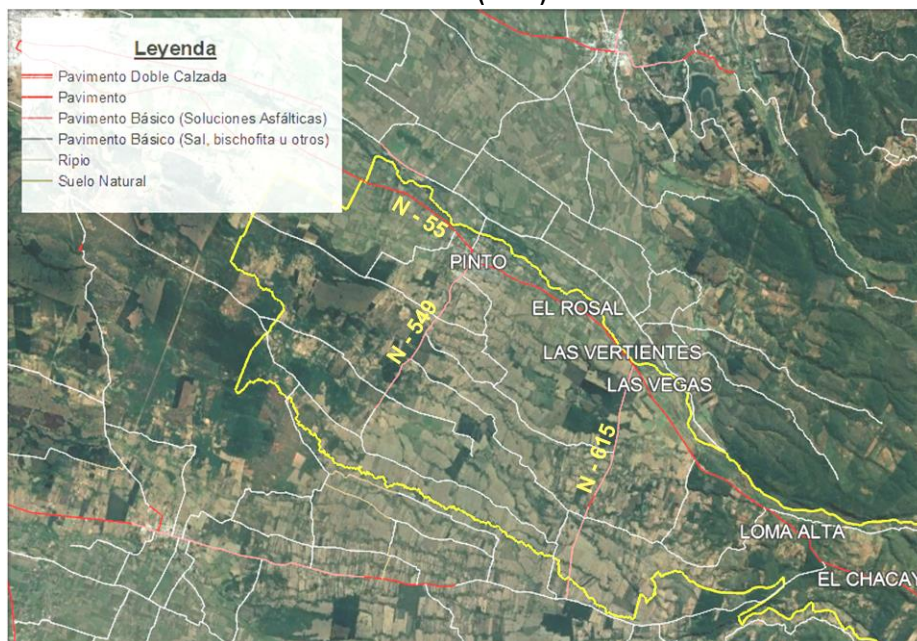 Leyenda
Pavimento Doble Calzada
Pavimento
Pavimento Básico (Soluciones Asfálticas)
Pavimento Básico (Sal, bischofita u otros)
Ripio
Suelo Natural
N - 55
PINTO
EL ROSAL
N - 549
LAS VERTIENTES
LAS VEGAS
N - 615
LOMA ALTA
EL CHACAY